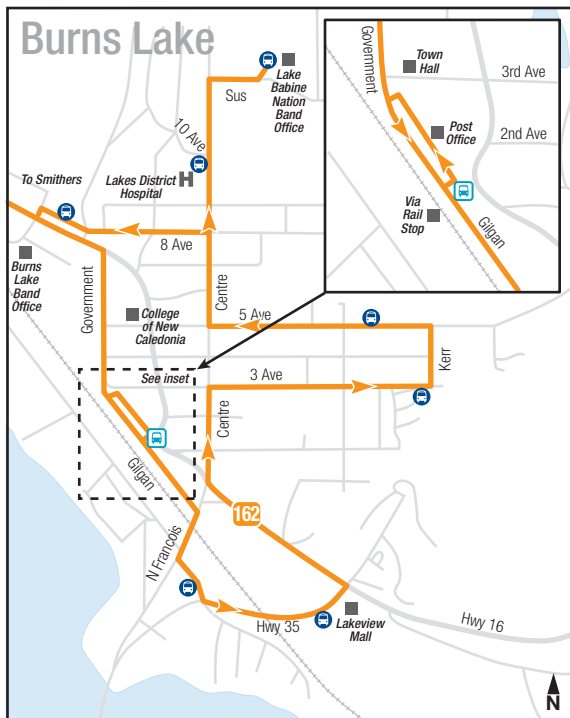 Burns Lake
Government
Town
Hall
3rd Ave
Post
Office
2nd Ave
Via
Rail
Stop
Gilgan
Sus
Lake
Babine
Nation
Band
Office
10 Ave
To Smithers
Lakes District
Hospital
H
8 Ave
Burns
Lake
Band
Office
Government
College
of New
Caledonia
Centre
5 Ave
Kerr
See inset
3 Ave
Centre
Gilgan
162
N Francois
Hwy 35
Lakeview
Mall
Hwy 16
N